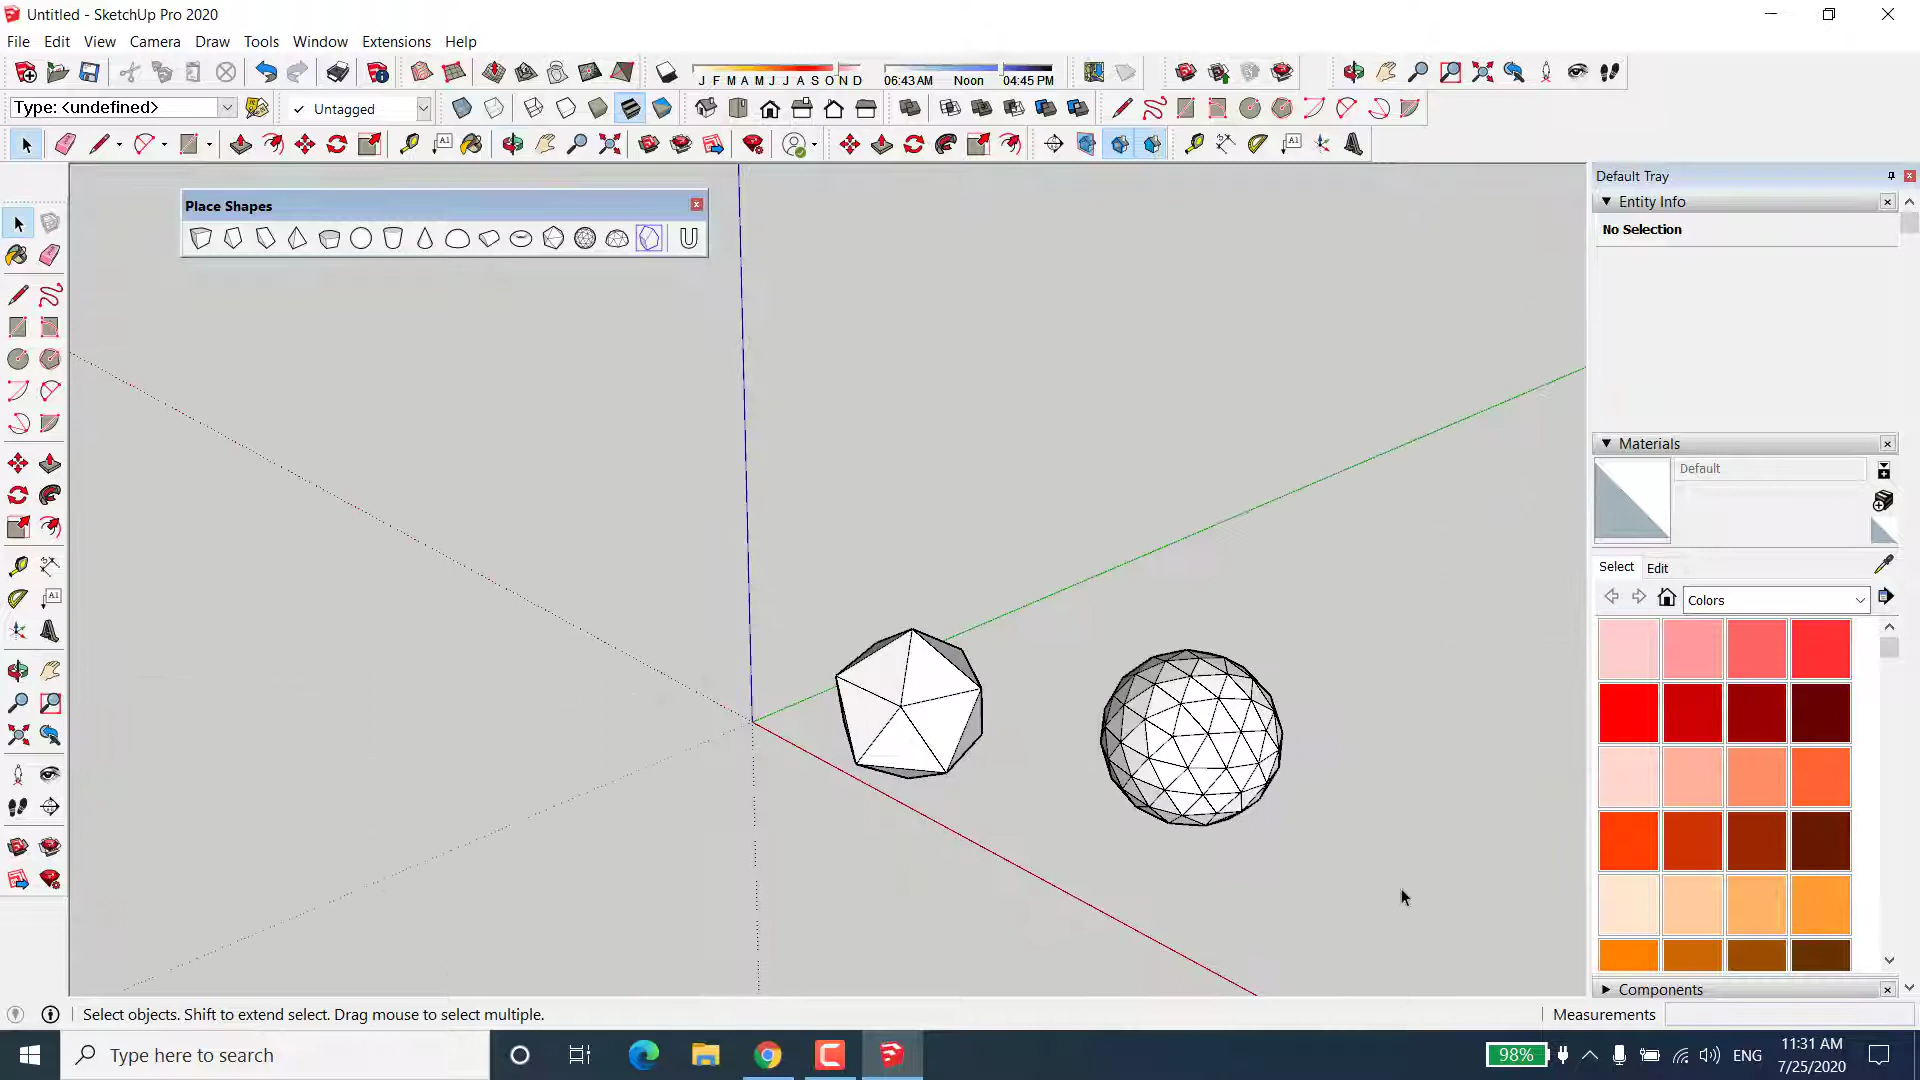 Untitled - SketchUp Pro 2020
File Edit View Camera Draw Tools Window Extensions Help
J F M A M J J A S O N D 06:43 AM Noon 04:45 PM
Type: <undefined> Untagged
A1
Default Tray
Entity Info
No Selection
Place Shapes
Materials
Default
Select Edit
Colors
A1
Components
Select objects. Shift to extend select. Drag mouse to select multiple.
Measurements
Type here to search
98%
ENG
11:31 AM
7/25/2020